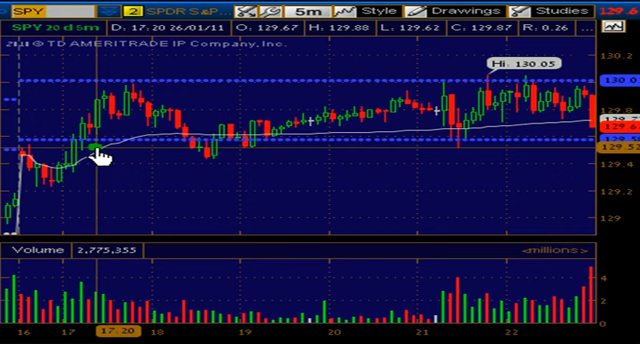 SPY 2 SPDR S&P... 5m Style Drawings Studies 129.6
SPY 20 d 5m D: 17:20 26/01/11 O: 129.67 H: 129.88 L: 129.62 C: 129.87 R: 0.26 ...
© TD AMERITRADE IP Company, Inc.
130.2
Hi: 130.05
130.0
129.8
129.7
129.6
129.5
129.52
129.4
129.2
129
Volume 2,775,355 <millions>
4
2
0
16 17 17:20 18 19 20 21 22